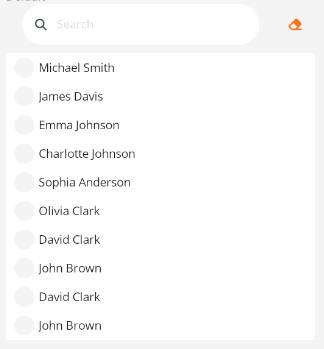 Search
Michael Smith
James Davis
Emma Johnson
Charlotte Johnson
Sophia Anderson
Olivia Clark
David Clark
John Brown
David Clark
John Brown